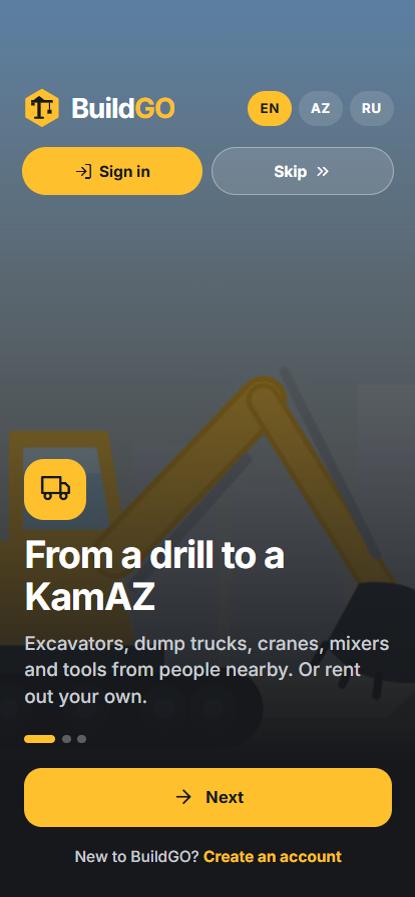 BuildGO
EN AZ RU
Sign in
Skip
From a drill to a
KamAZ
Excavators, dump trucks, cranes, mixers
and tools from people nearby. Or rent
out your own.
Next
New to BuildGO? Create an account